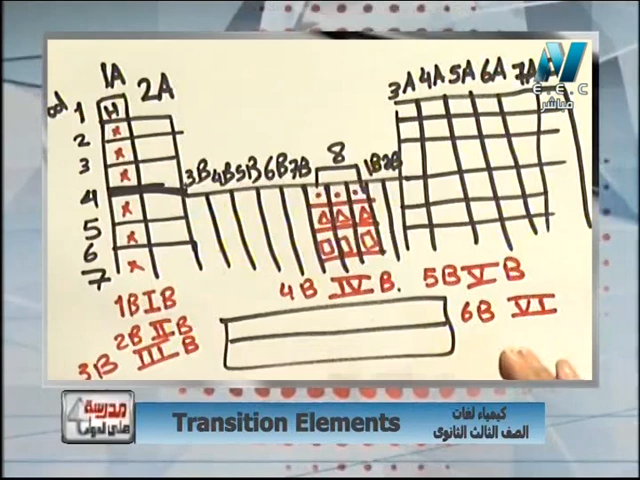 1A
2A
3A 4A 5A 6A 7A
E.E.C
مباشر
1 H
2
3
4
5
6
7
3B 4B 5B 6B 7B 8 1B 2B
1B I B
2B II B
3B III B
4B IV B.
5B V B
6B VI
مدرسة
على الهواء
Transition Elements
كيمياء لغات
الصف الثالث الثانوى